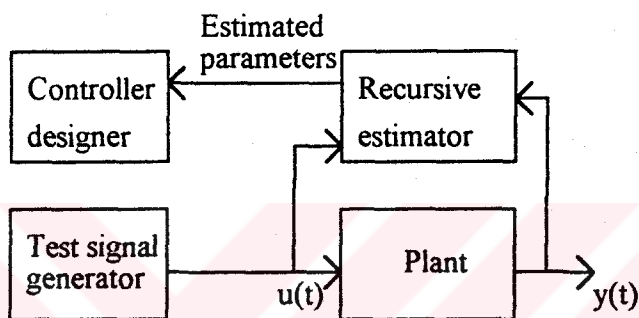 Estimated
parameters
Controller
designer
Recursive
estimator
Test signal
generator
u(t)
Plant
y(t)